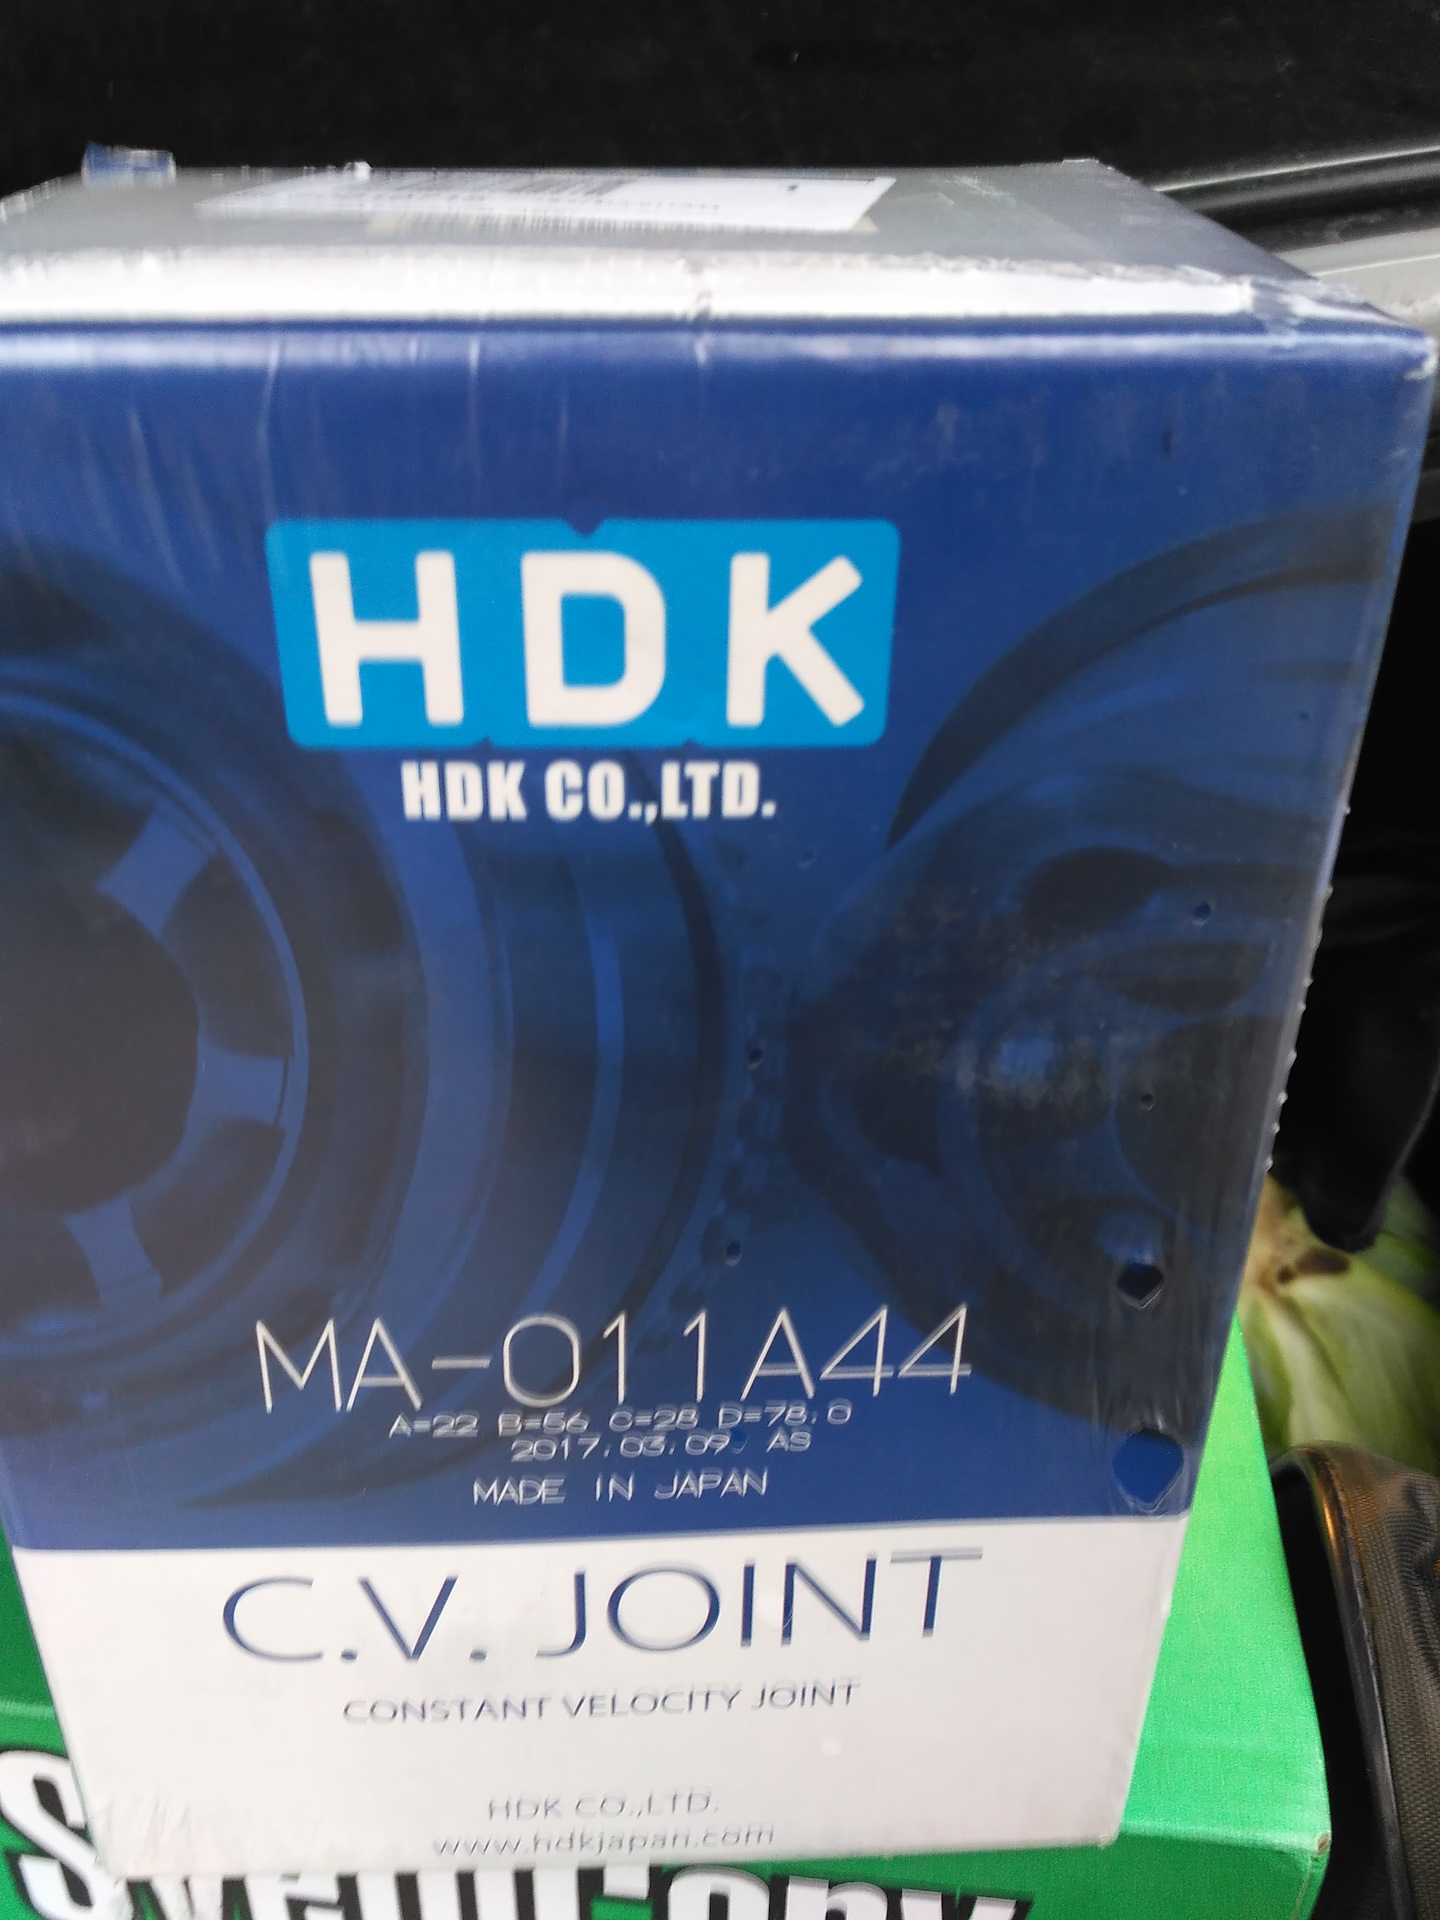 HDK
HDK CO.,LTD.
MA-011A44
A=22 B=56 C=28 D=78.0
2017.03.09. AS
MADE IN JAPAN
C.V. JOINT
CONSTANT VELOCITY JOINT
HDK CO.,LTD.
www.hdkjapan.com
SvetoCopy